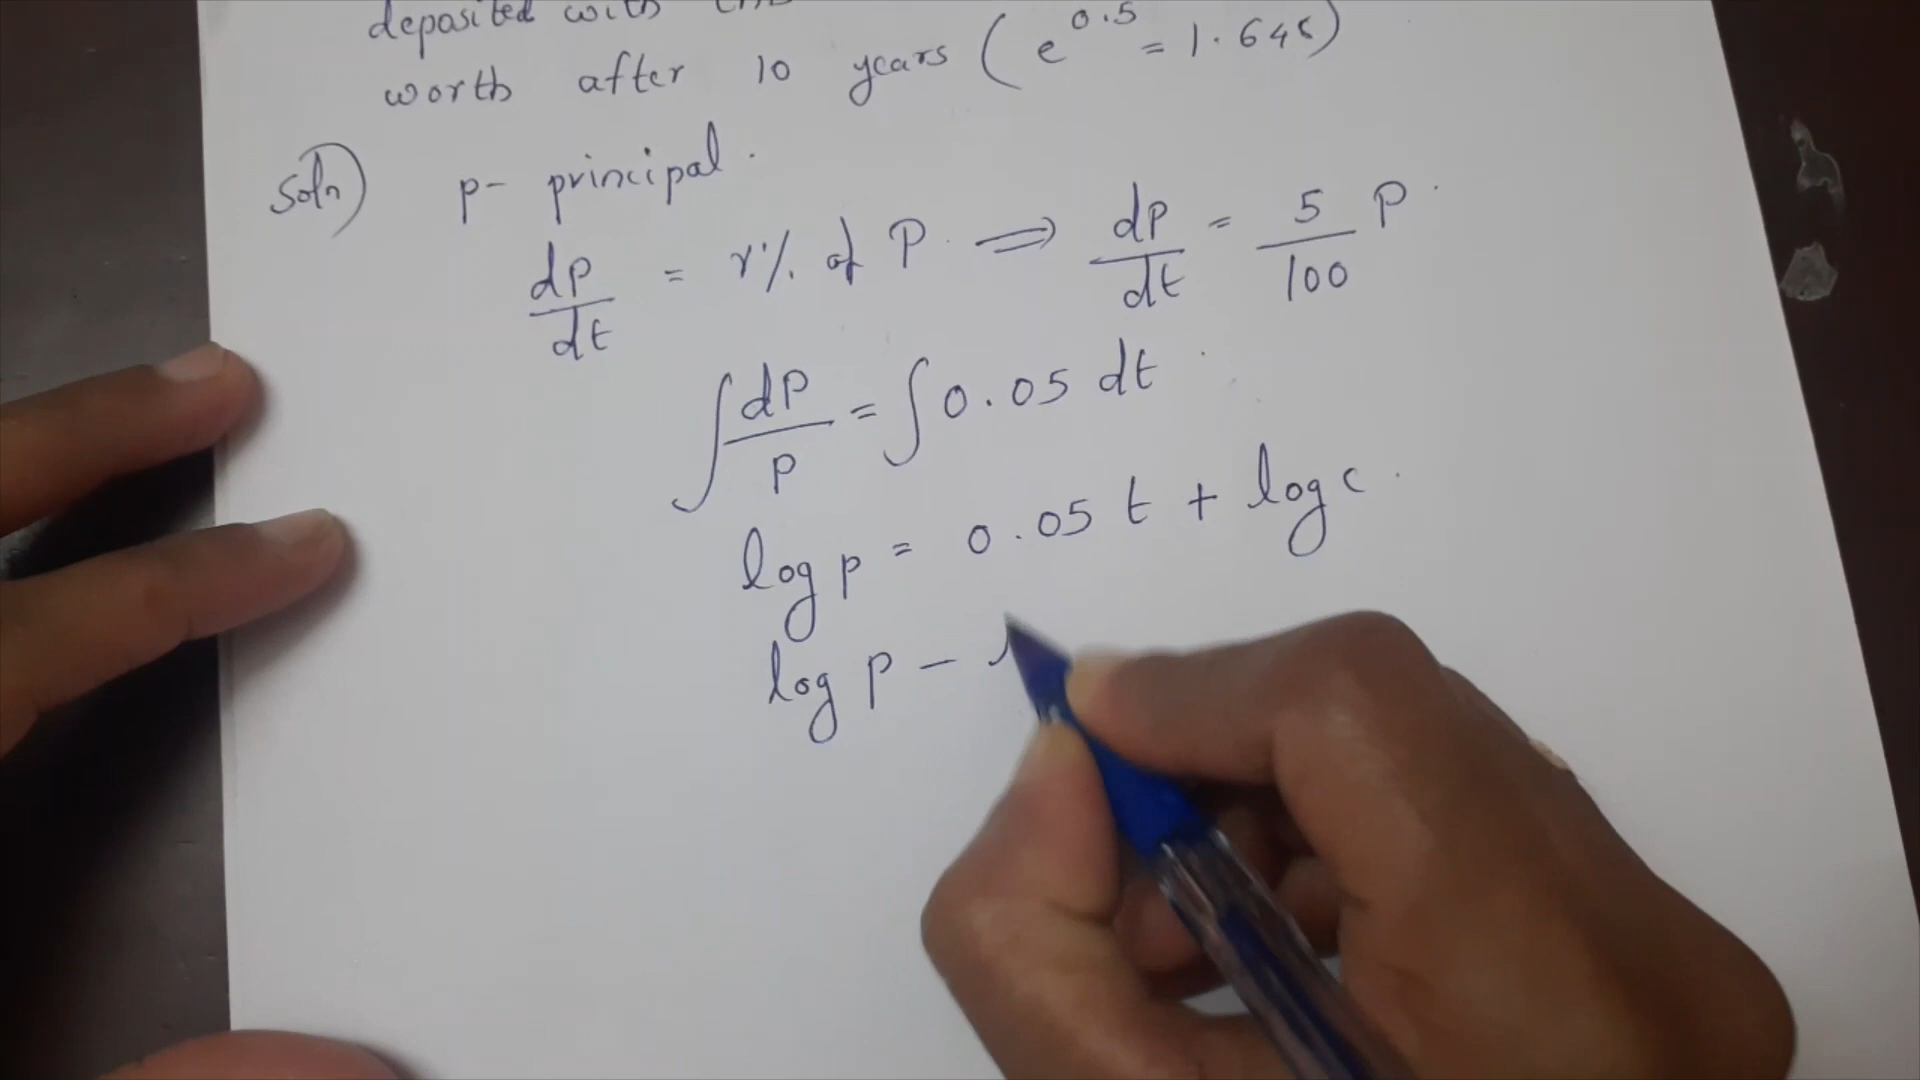 deposited with
worth after 10 years (e^0.5 = 1.648)
Soln) p- principal.
dp/dt = r% of P ⟹ dp/dt = 5/100 P
∫ dP/P = ∫ 0.05 dt
log p = 0.05 t + log c
log p -